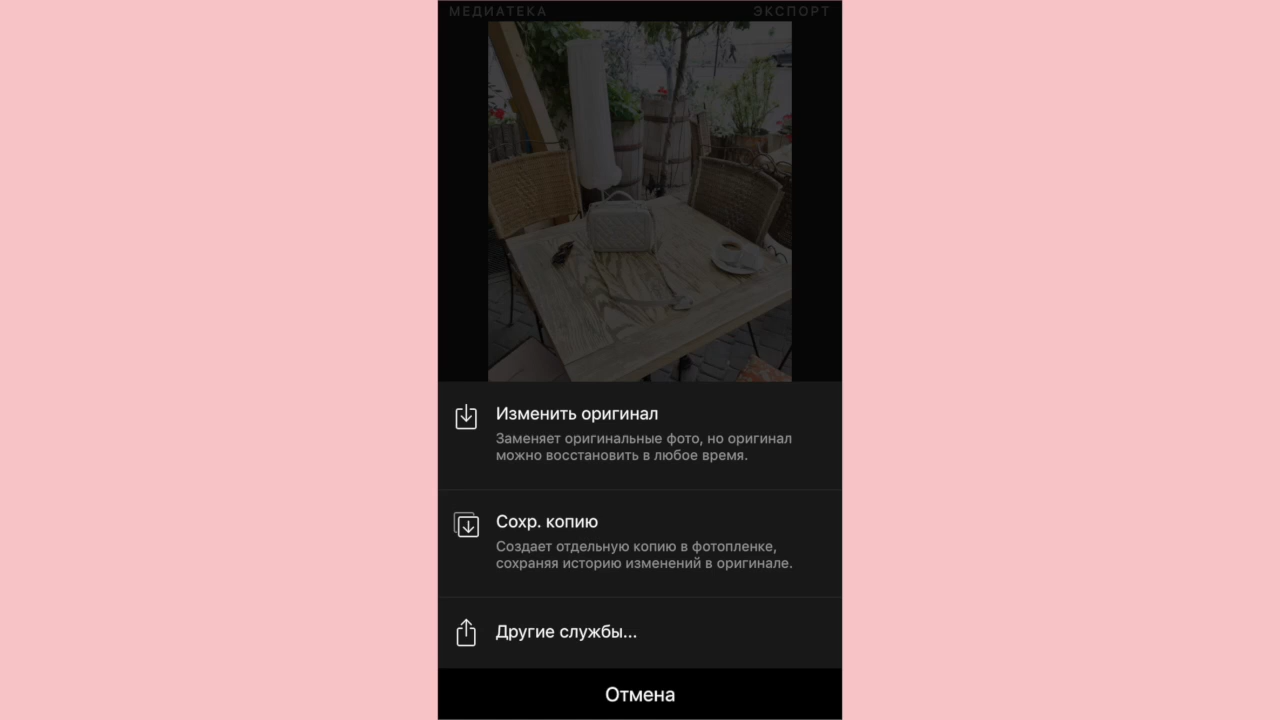 МЕДИАТЕКА ЭКСПОРТ
Изменить оригинал
Заменяет оригинальные фото, но оригинал
можно восстановить в любое время.
Сохр. копию
Создает отдельную копию в фотопленке,
сохраняя историю изменений в оригинале.
Другие службы...
Отмена